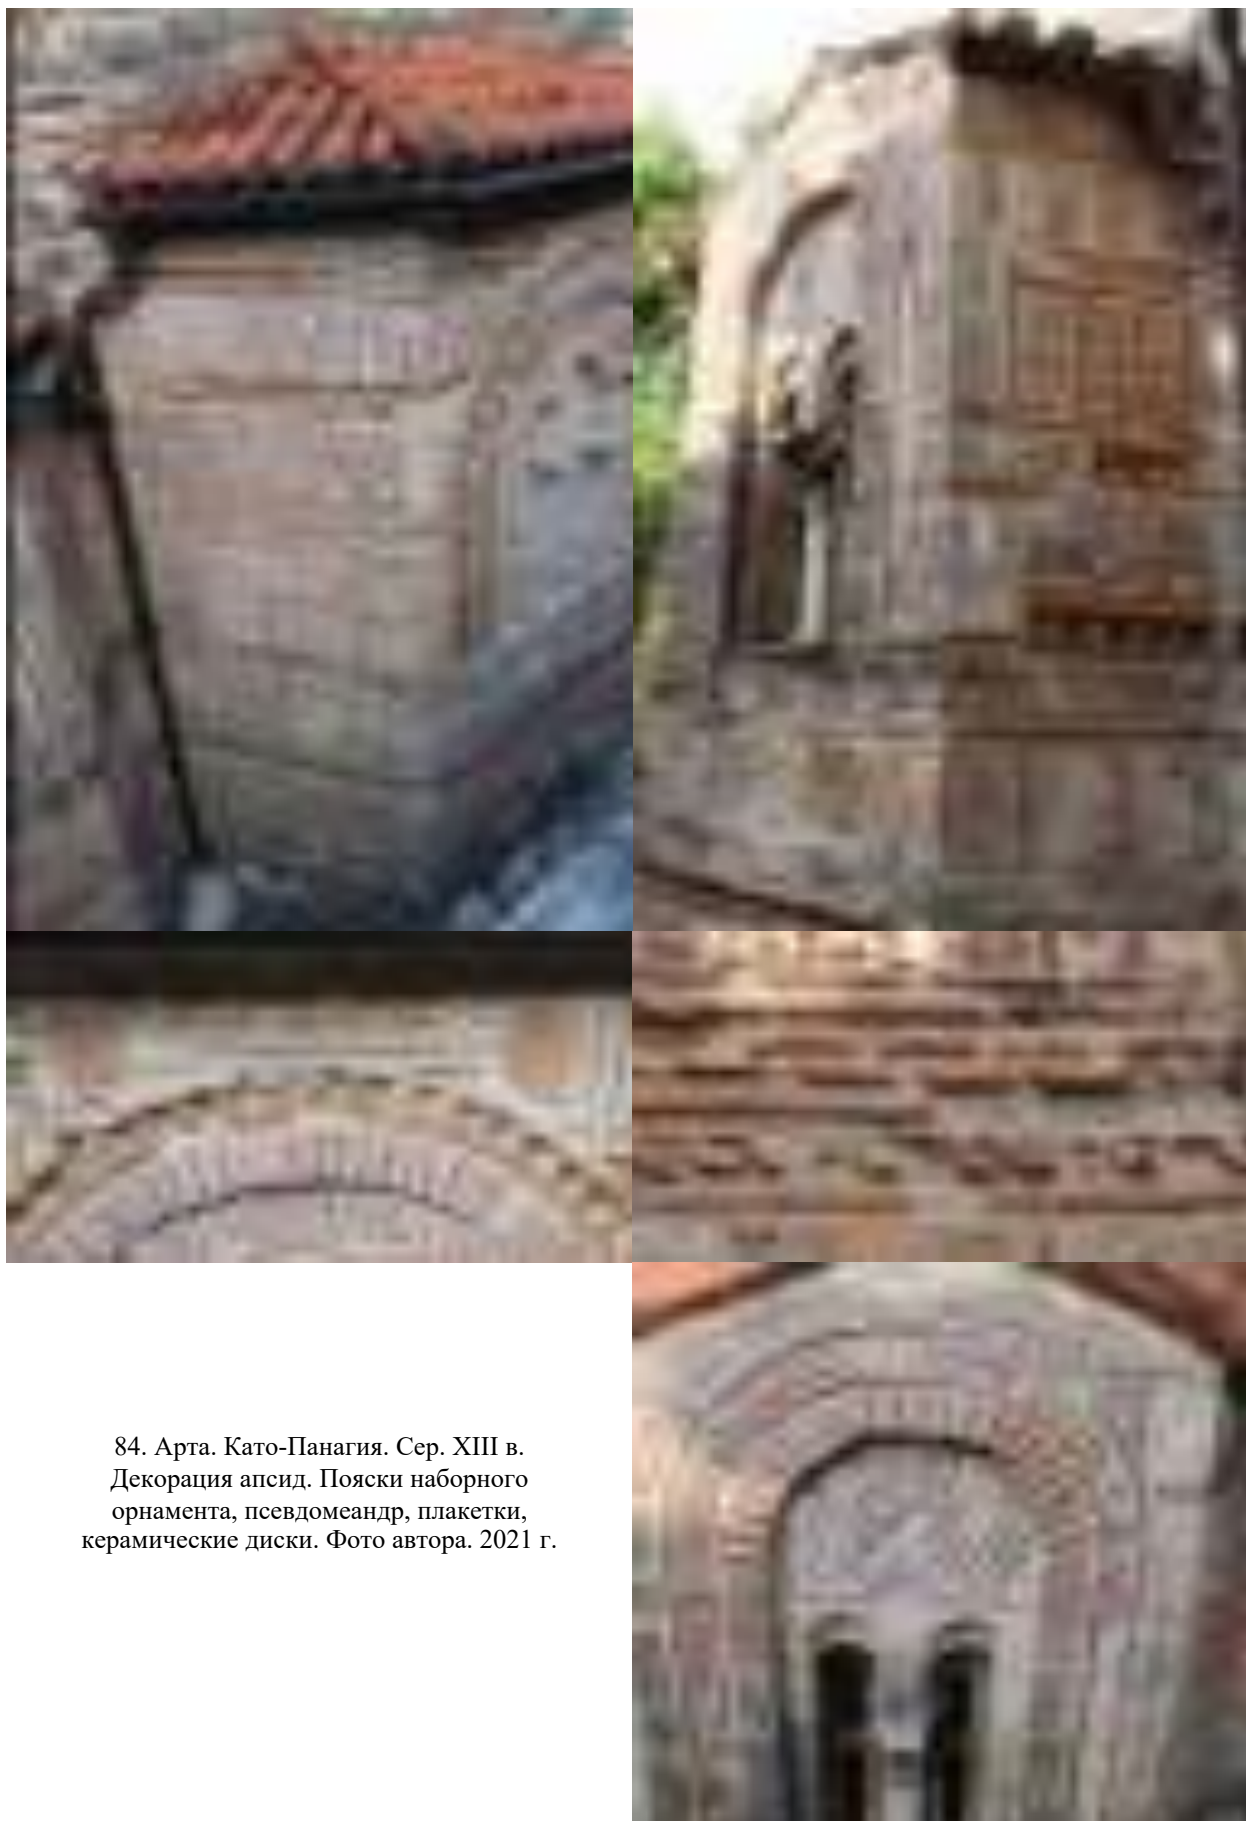 84. Арта. Като-Панагия. Сер. XIII в.
Декорация апсид. Пояски наборного
орнамента, псевдомеандр, плакетки,
керамические диски. Фото автора. 2021 г.